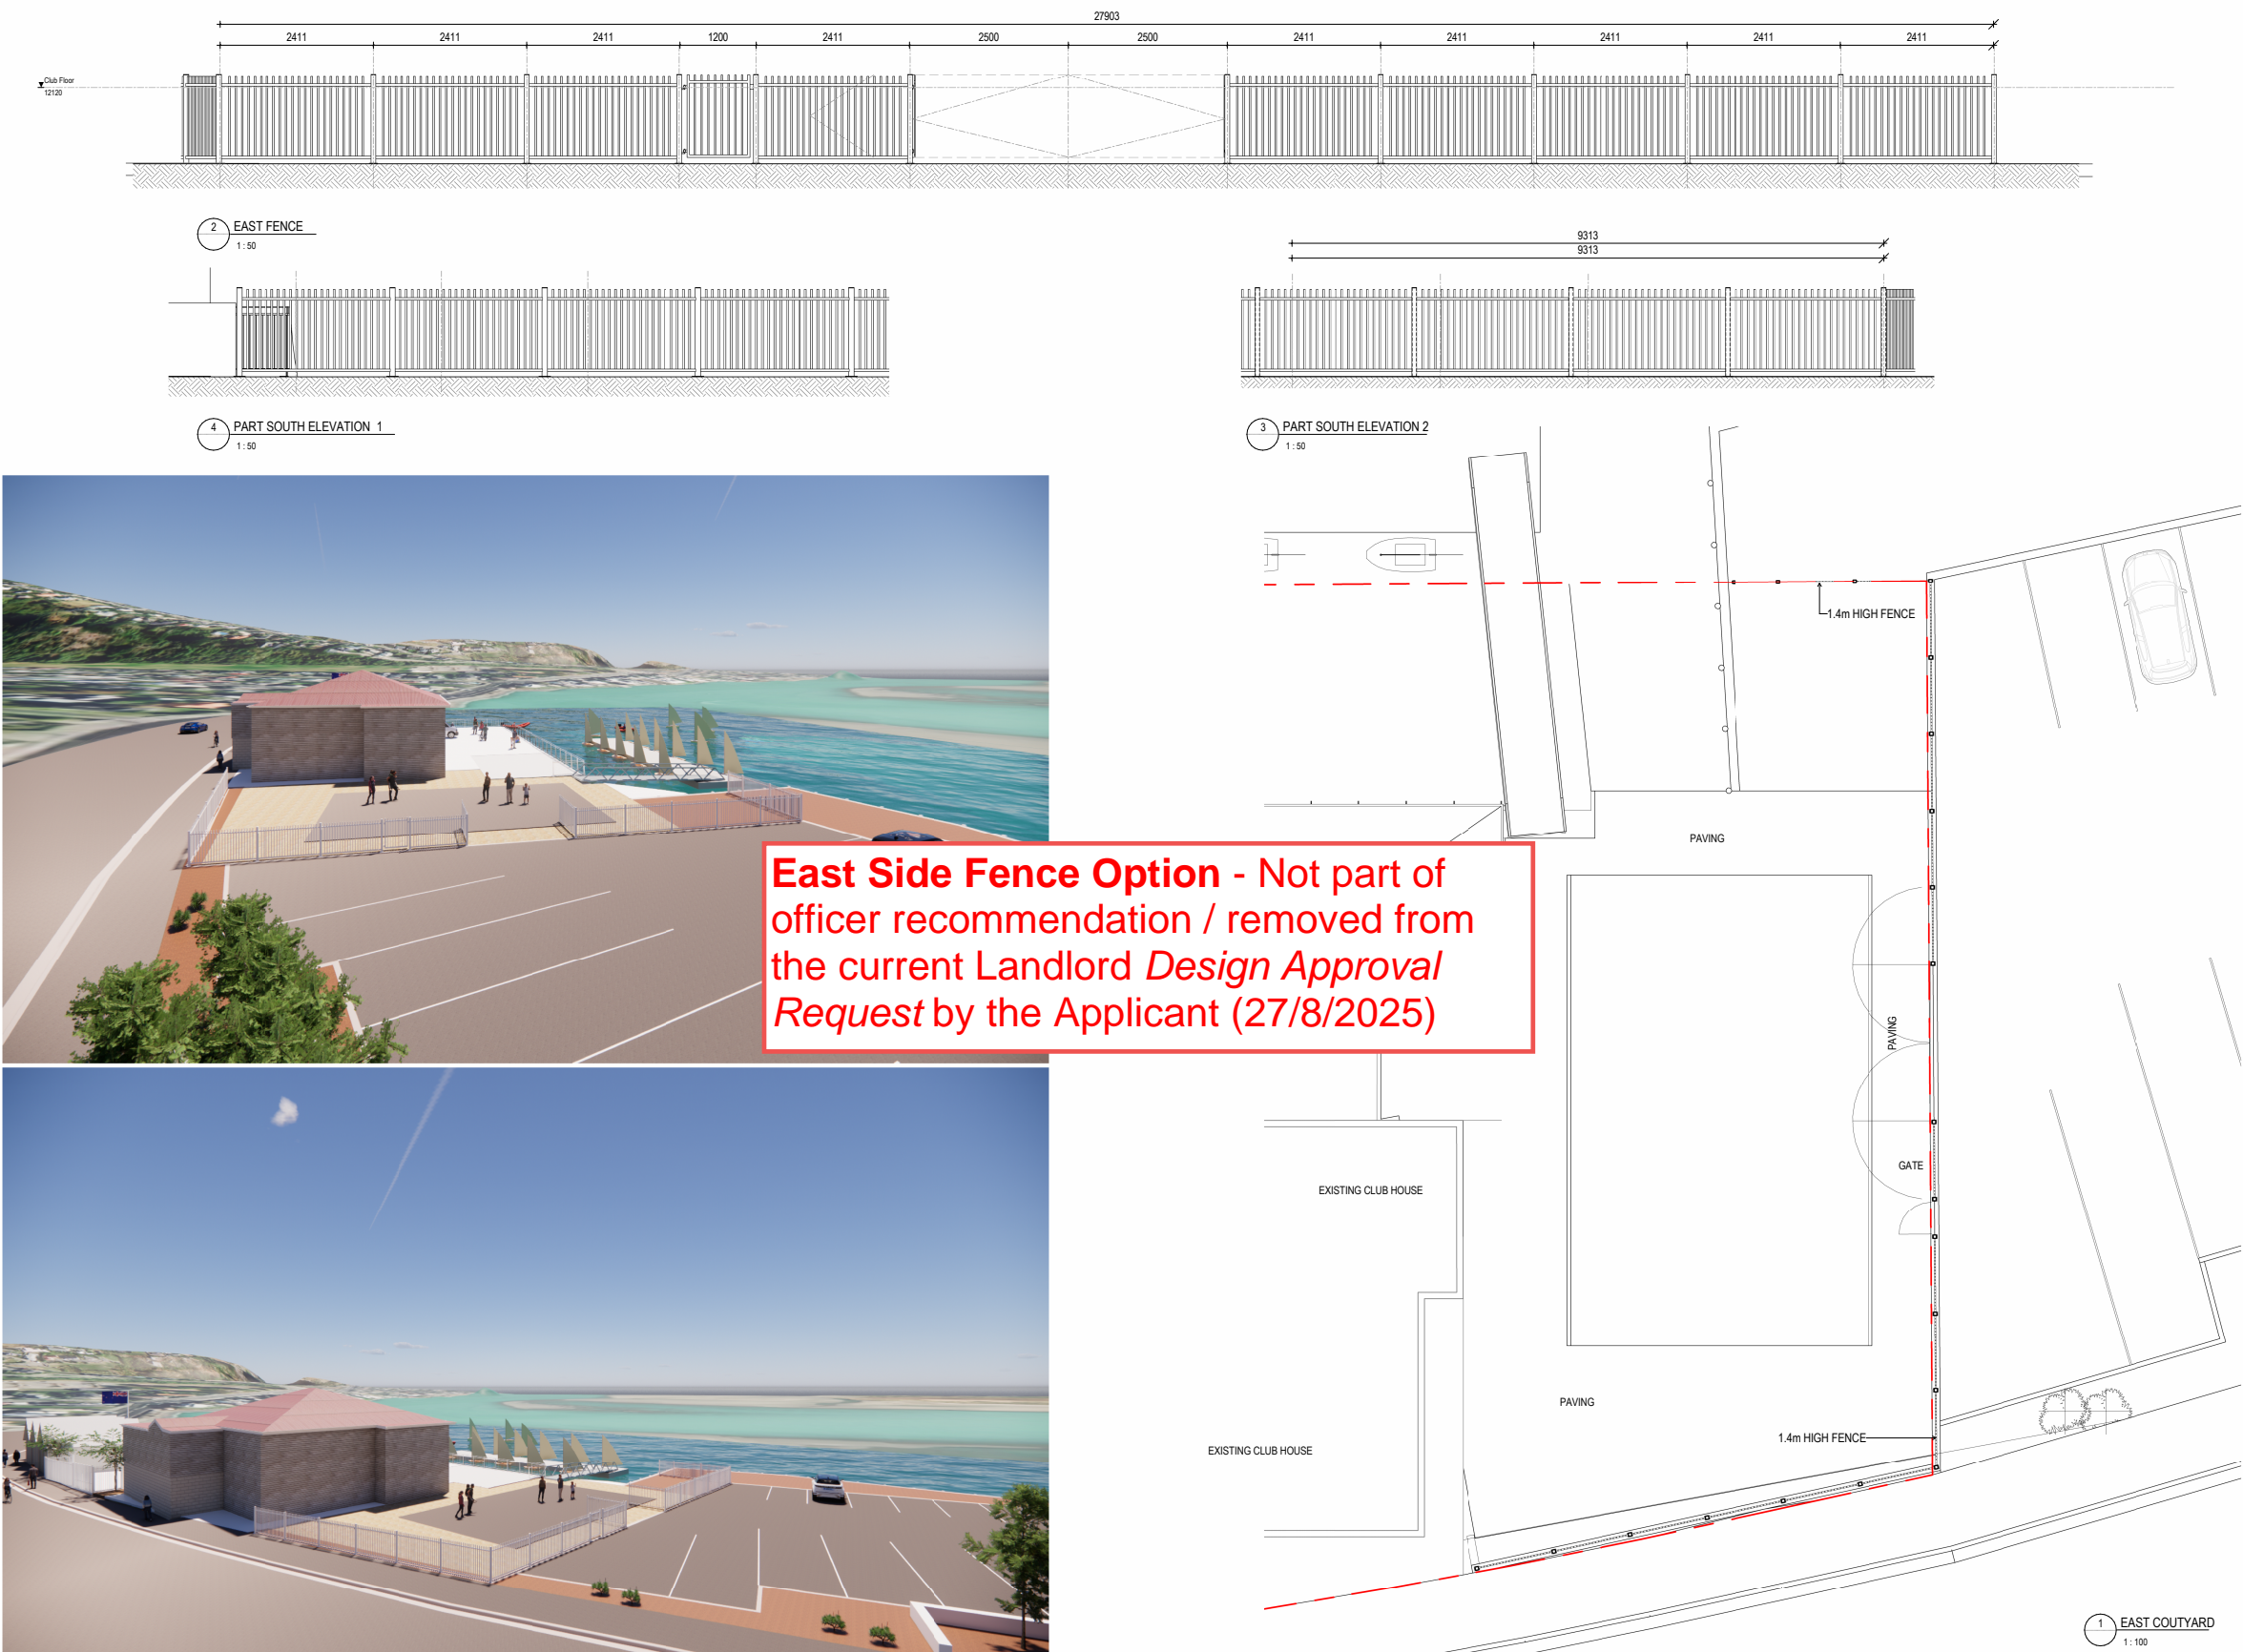 27903
2411 2411 2411 1200 2411 2500 2500 2411 2411 2411 2411 2411
Club Floor
12120
2 EAST FENCE
1 : 50
9313
9313
4 PART SOUTH ELEVATION 1
1 : 50
3 PART SOUTH ELEVATION 2
1 : 50
1.4m HIGH FENCE
PAVING
East Side Fence Option - Not part of
officer recommendation / removed from
the current Landlord Design Approval
Request by the Applicant (27/8/2025)
PAVING
GATE
EXISTING CLUB HOUSE
PAVING
1.4m HIGH FENCE
EXISTING CLUB HOUSE
1 EAST COUTYARD
1 : 100